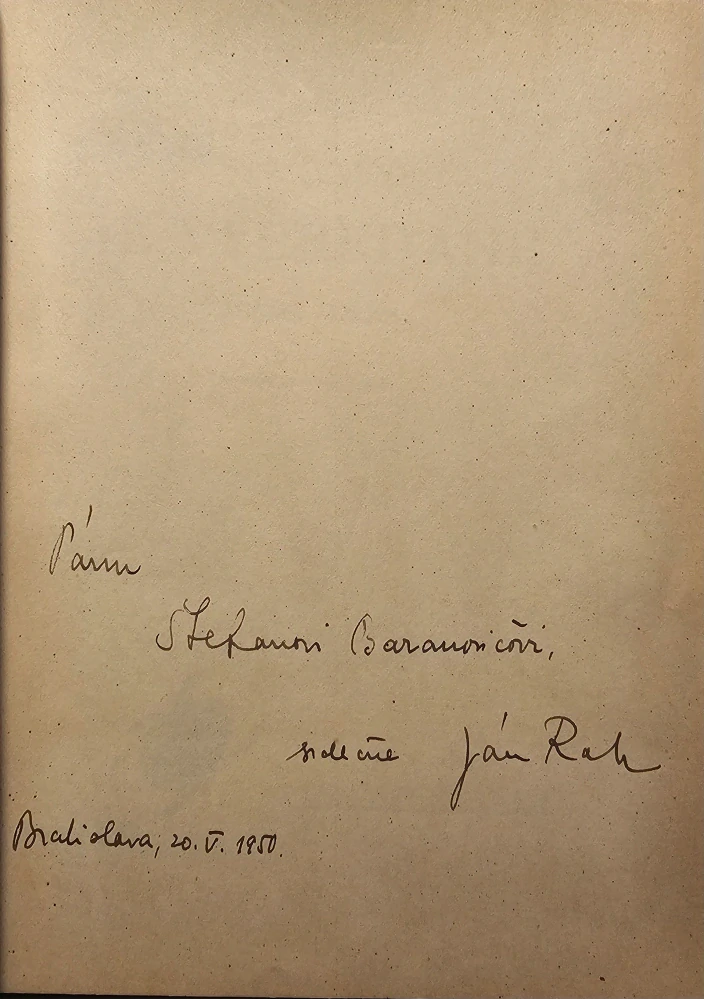 Pánu
Štefanovi Baranovičovi,
srdečne Ján Rak
Bratislava, 20. V. 1950.